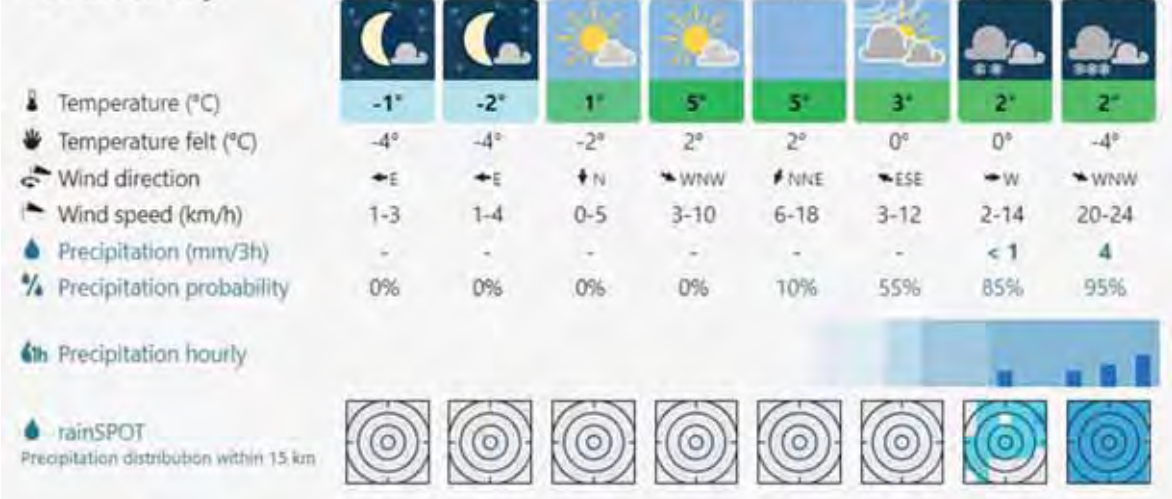 Temperature (°C) -1° -2° 1° 5° 5° 3° 2° 2°
Temperature felt (°C) -4° -4° -2° 2° 2° 0° 0° -4°
Wind direction E E N WNW NNE ESE W WNW
Wind speed (km/h) 1-3 1-4 0-5 3-10 6-18 3-12 2-14 20-24
Precipitation (mm/3h) - - - - - - < 1 4
Precipitation probability 0% 0% 0% 0% 10% 55% 85% 95%
1h Precipitation hourly
rainSPOT
Precipitation distribution within 15 km